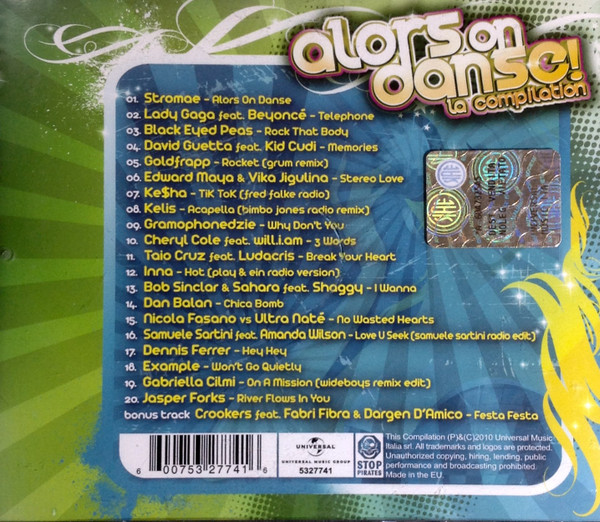 alors on
danse!
la compilation
01. Stromae - Alors On Danse
02. Lady Gaga feat. Beyoncé - Telephone
03. Black Eyed Peas - Rock That Body
04. David Guetta feat. Kid Cudi - Memories
05. Goldfrapp - Rocket (grum remix)
06. Edward Maya & Vika Jigulina - Stereo Love
07. Ke$ha - TiK ToK (fred falke radio)
08. Kelis - Acapella (bimbo jones radio remix)
09. Gramophonedzie - Why Don't You
10. Cheryl Cole feat. will.i.am - 3 Words
11. Taio Cruz feat. Ludacris - Break Your Heart
12. Inna - Hot (play & ein radio version)
13. Bob Sinclar & Sahara feat. Shaggy - I Wanna
14. Dan Balan - Chica Bomb
15. Nicola Fasano vs Ultra Naté - No Wasted Hearts
16. Samuele Sartini feat. Amanda Wilson - Love U Seek (samuele sartini radio edit)
17. Dennis Ferrer - Hey Hey
18. Example - Won't Go Quietly
19. Gabriella Cilmi - On A Mission (wideboys remix edit)
20. Jasper Forks - River Flows In You
bonus track Crookers feat. Fabri Fibra & Dargen D'Amico - Festa Festa
6 00753 27741 6
UNIVERSAL
UNIVERSAL MUSIC GROUP
5327741
STOP
PIRATES
This Compilation (P)&(C)2010 Universal Music
Italia srl. All trademarks and logos are protected.
Unauthorized copying, hiring, lending, public
performance and broadcasting prohibited.
Made in the EU.